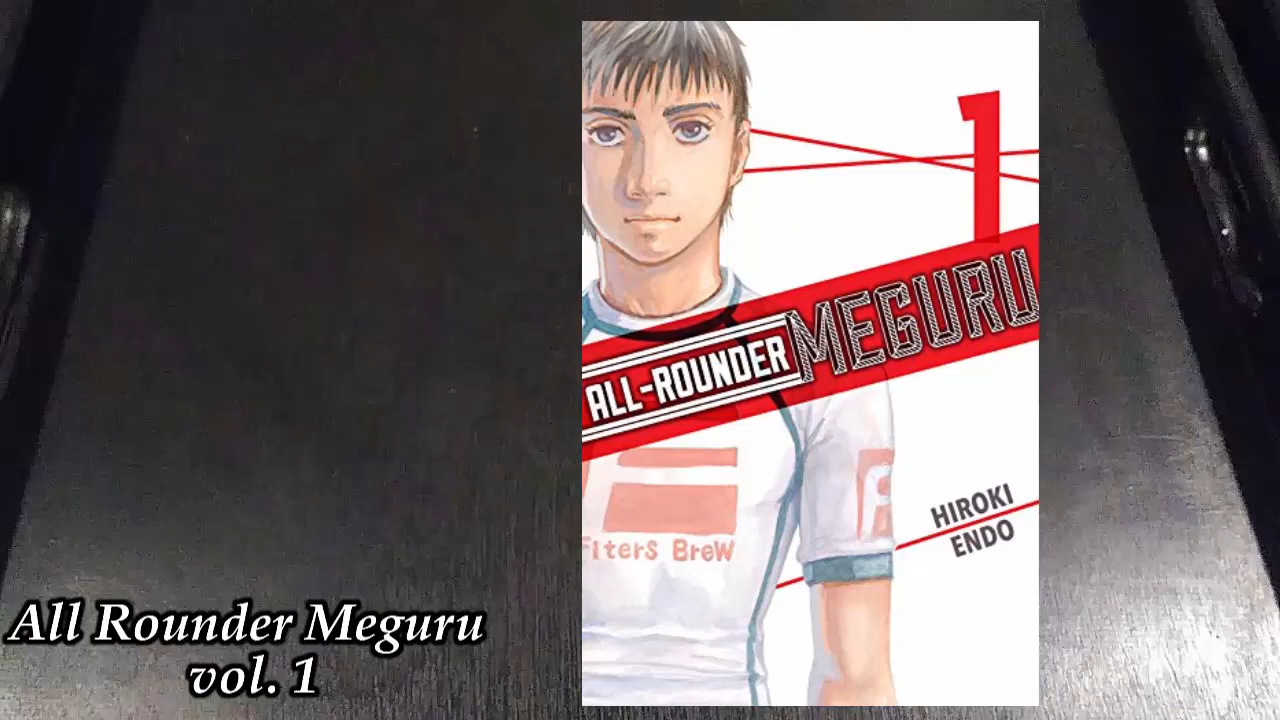 1
ALL-ROUNDER MEGURU
FiterS BreW
HIROKI
ENDO
All Rounder Meguru
vol. 1